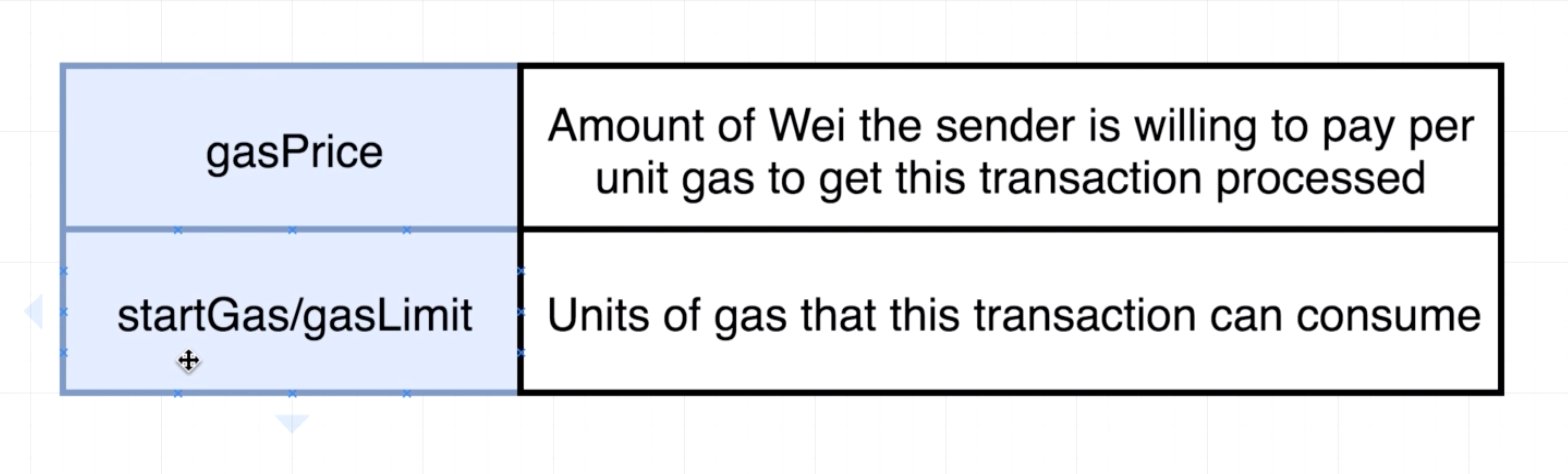 gasPrice
Amount of Wei the sender is willing to pay per
unit gas to get this transaction processed
startGas/gasLimit
Units of gas that this transaction can consume